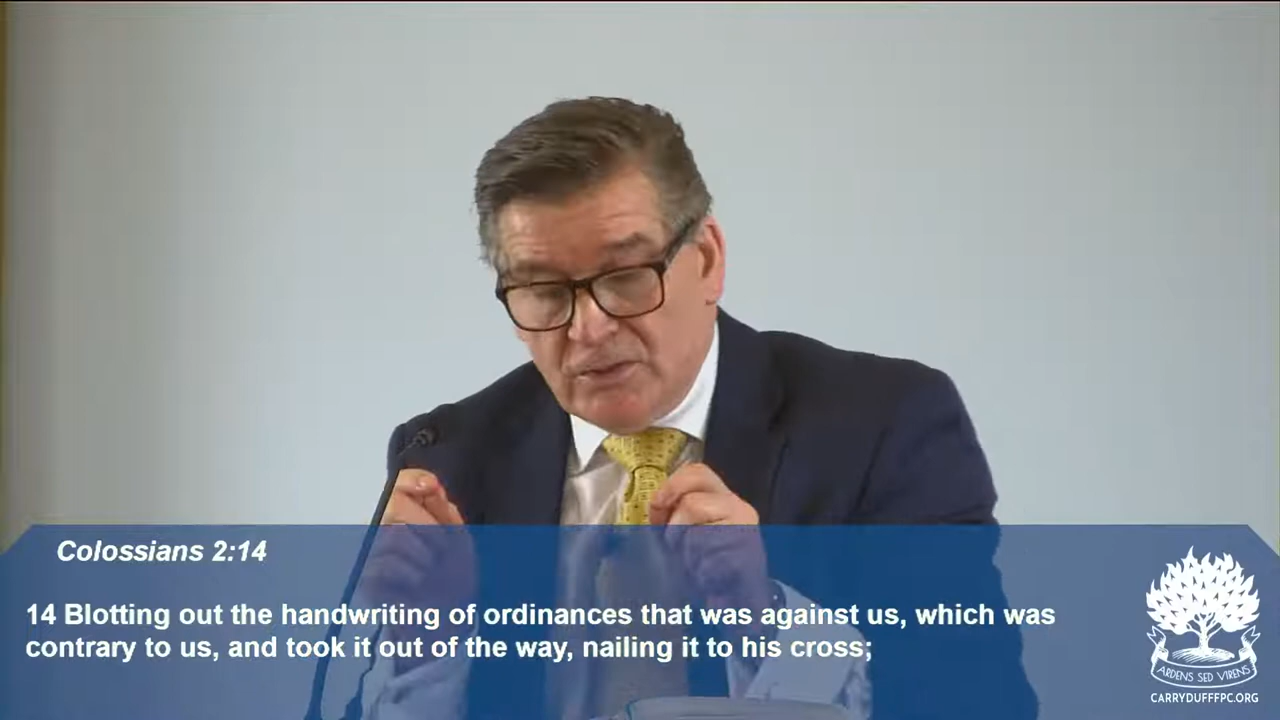 Colossians 2:14
14 Blotting out the handwriting of ordinances that was against us, which was
contrary to us, and took it out of the way, nailing it to his cross;
ARDENS SED VIRENS
CARRYDUFFFPC.ORG